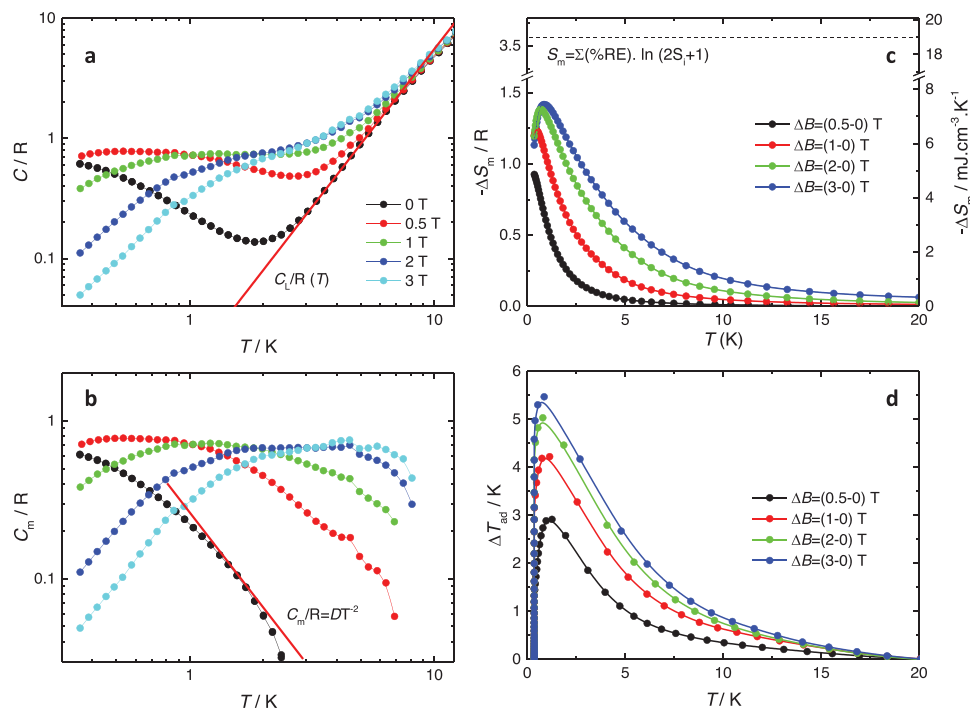 a
10
1
0.1
C / R
0 T
0.5 T
1 T
2 T
3 T
C_L/R (T)
1
10
T / K
b
1
0.1
C_m / R
C_m/R=DT^-2
1
10
T / K
c
3.5
1.5
1.0
0.5
0.0
-ΔS_m / R
S_m=Σ(%RE). ln (2S_i+1)
ΔB=(0.5-0) T
ΔB=(1-0) T
ΔB=(2-0) T
ΔB=(3-0) T
20
18
8
6
4
2
0
-ΔS_m / mJ.cm^-3.K^-1
0
5
10
15
20
T (K)
d
6
5
4
3
2
1
0
ΔT_ad / K
ΔB=(0.5-0) T
ΔB=(1-0) T
ΔB=(2-0) T
ΔB=(3-0) T
0
5
10
15
20
T / K